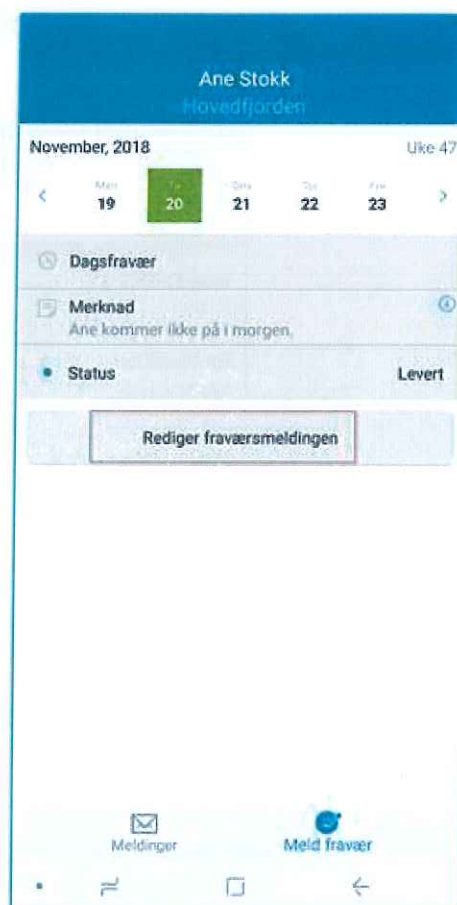 Ane Stokk
Hovedfjorden
November, 2018 Uke 47
Man Ti Ons Tor Fre
19 20 21 22 23
Dagsfravær
Merknad
Ane kommer ikke på i morgen.
Status Levert
Rediger fraværsmeldingen
Meldinger Meld fravær